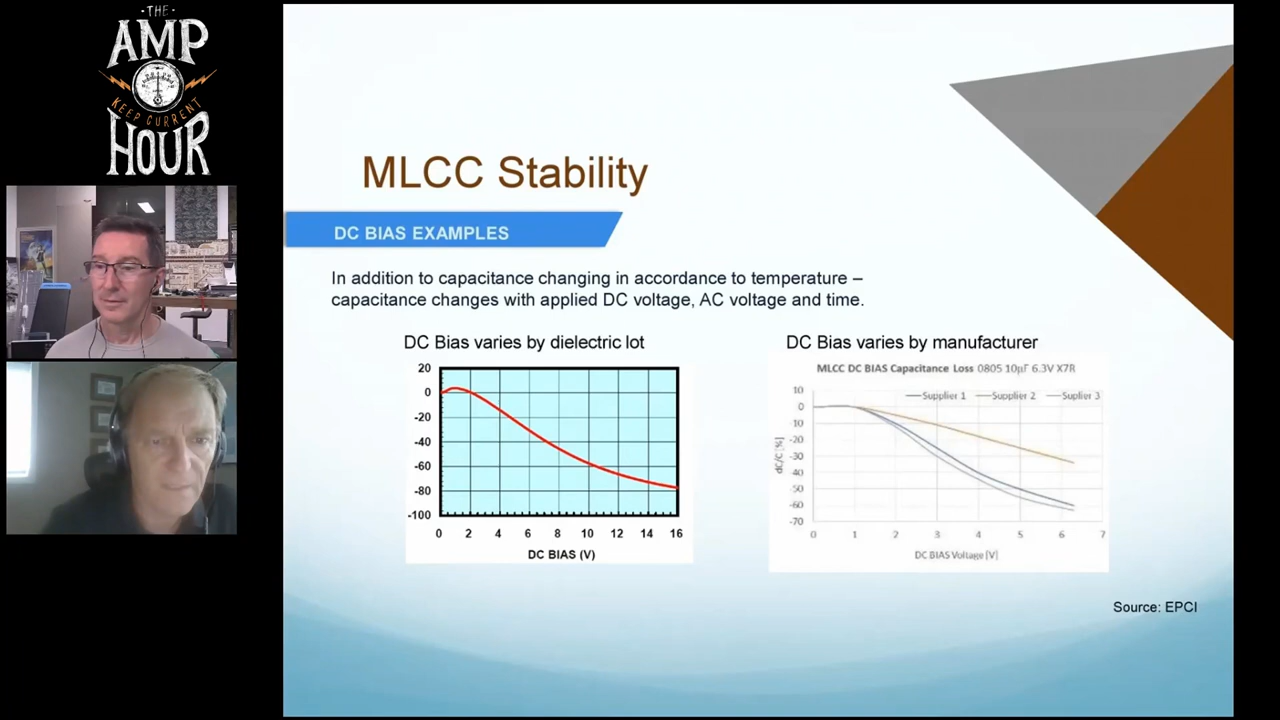 ·THE·
AMP
KEEP CURRENT
HOUR
MLCC Stability
DC BIAS EXAMPLES
In addition to capacitance changing in accordance to temperature –
capacitance changes with applied DC voltage, AC voltage and time.
DC Bias varies by dielectric lot
20
0
-20
-40
-60
-80
-100
0 2 4 6 8 10 12 14 16
DC BIAS (V)
DC Bias varies by manufacturer
MLCC DC BIAS Capacitance Loss 0805 10µF 6.3V X7R
Supplier 1 Supplier 2 Suplier 3
dC/C [%]
10
0
-10
-20
-30
-40
-50
-60
-70
0 1 2 3 4 5 6 7
DC BIAS Voltage [V]
Source: EPCI